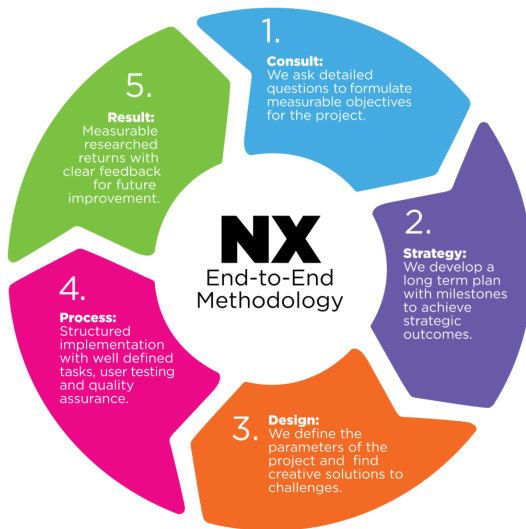 1.
Consult:
We ask detailed
questions to formulate
measurable objectives
for the project.
2.
Strategy:
We develop a
long term plan
with milestones
to achieve
strategic
outcomes.
3.
Design:
We define the
parameters of the
project and find
creative solutions to
challenges.
4.
Process:
Structured
implementation
with well defined
tasks, user testing
and quality
assurance.
5.
Result:
Measurable
researched
returns with
clear feedback
for future
improvement.
NX
End-to-End
Methodology